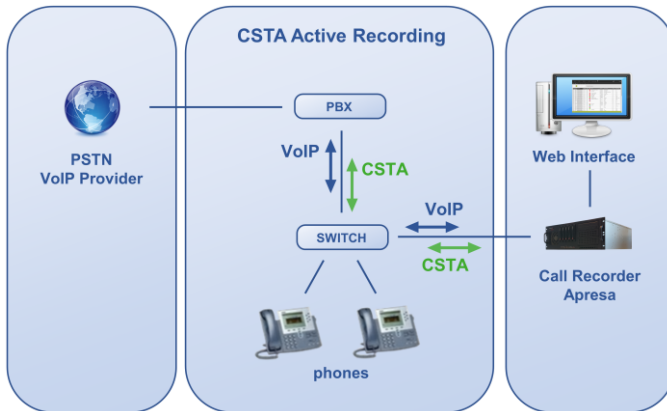 CSTA Active Recording
PSTN
VoIP Provider
PBX
VoIP
CSTA
SWITCH
VoIP
CSTA
phones
Web Interface
Call Recorder
Apresa